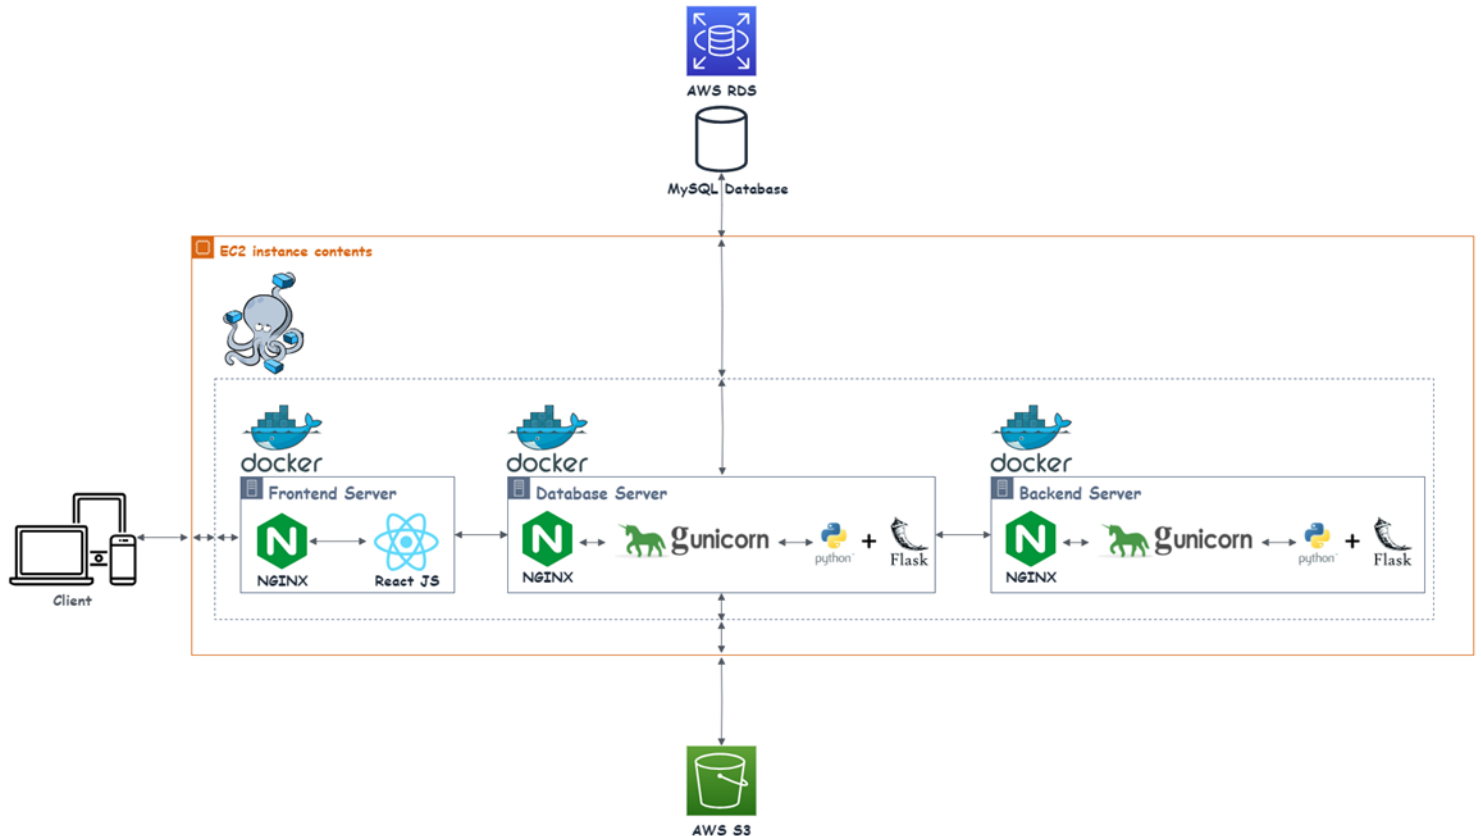 AWS RDS
MySQL Database
EC2 instance contents
docker
docker
docker
Frontend Server
Database Server
Backend Server
NGINX
React JS
NGINX
gunicorn
python
+
Flask
NGINX
gunicorn
python
+
Flask
Client
AWS S3